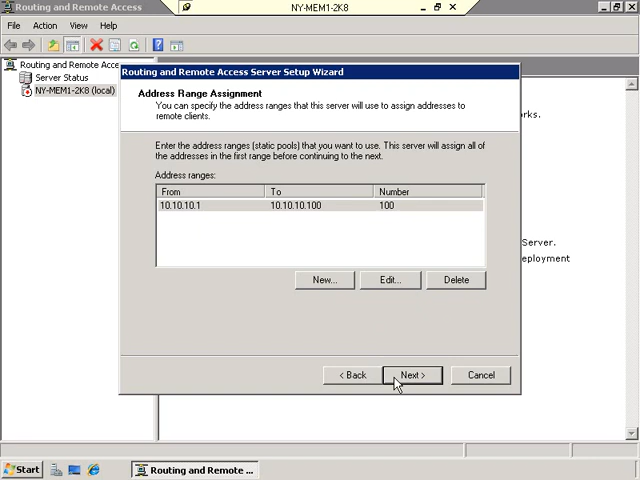 Routing and Remote Access
NY-MEM1-2K8
File Action View Help
Routing and Remote Acce
Server Status
NY-MEM1-2K8 (local)
Routing and Remote Access Server Setup Wizard
Address Range Assignment
You can specify the address ranges that this server will use to assign addresses to
remote clients.
rks.
Enter the address ranges (static pools) that you want to use. This server will assign all of
the addresses in the first range before continuing to the next.
Address ranges:
From To Number
10.10.10.1 10.10.10.100 100
Server.
eployment
New... Edit... Delete
< Back Next > Cancel
Start Routing and Remote ...